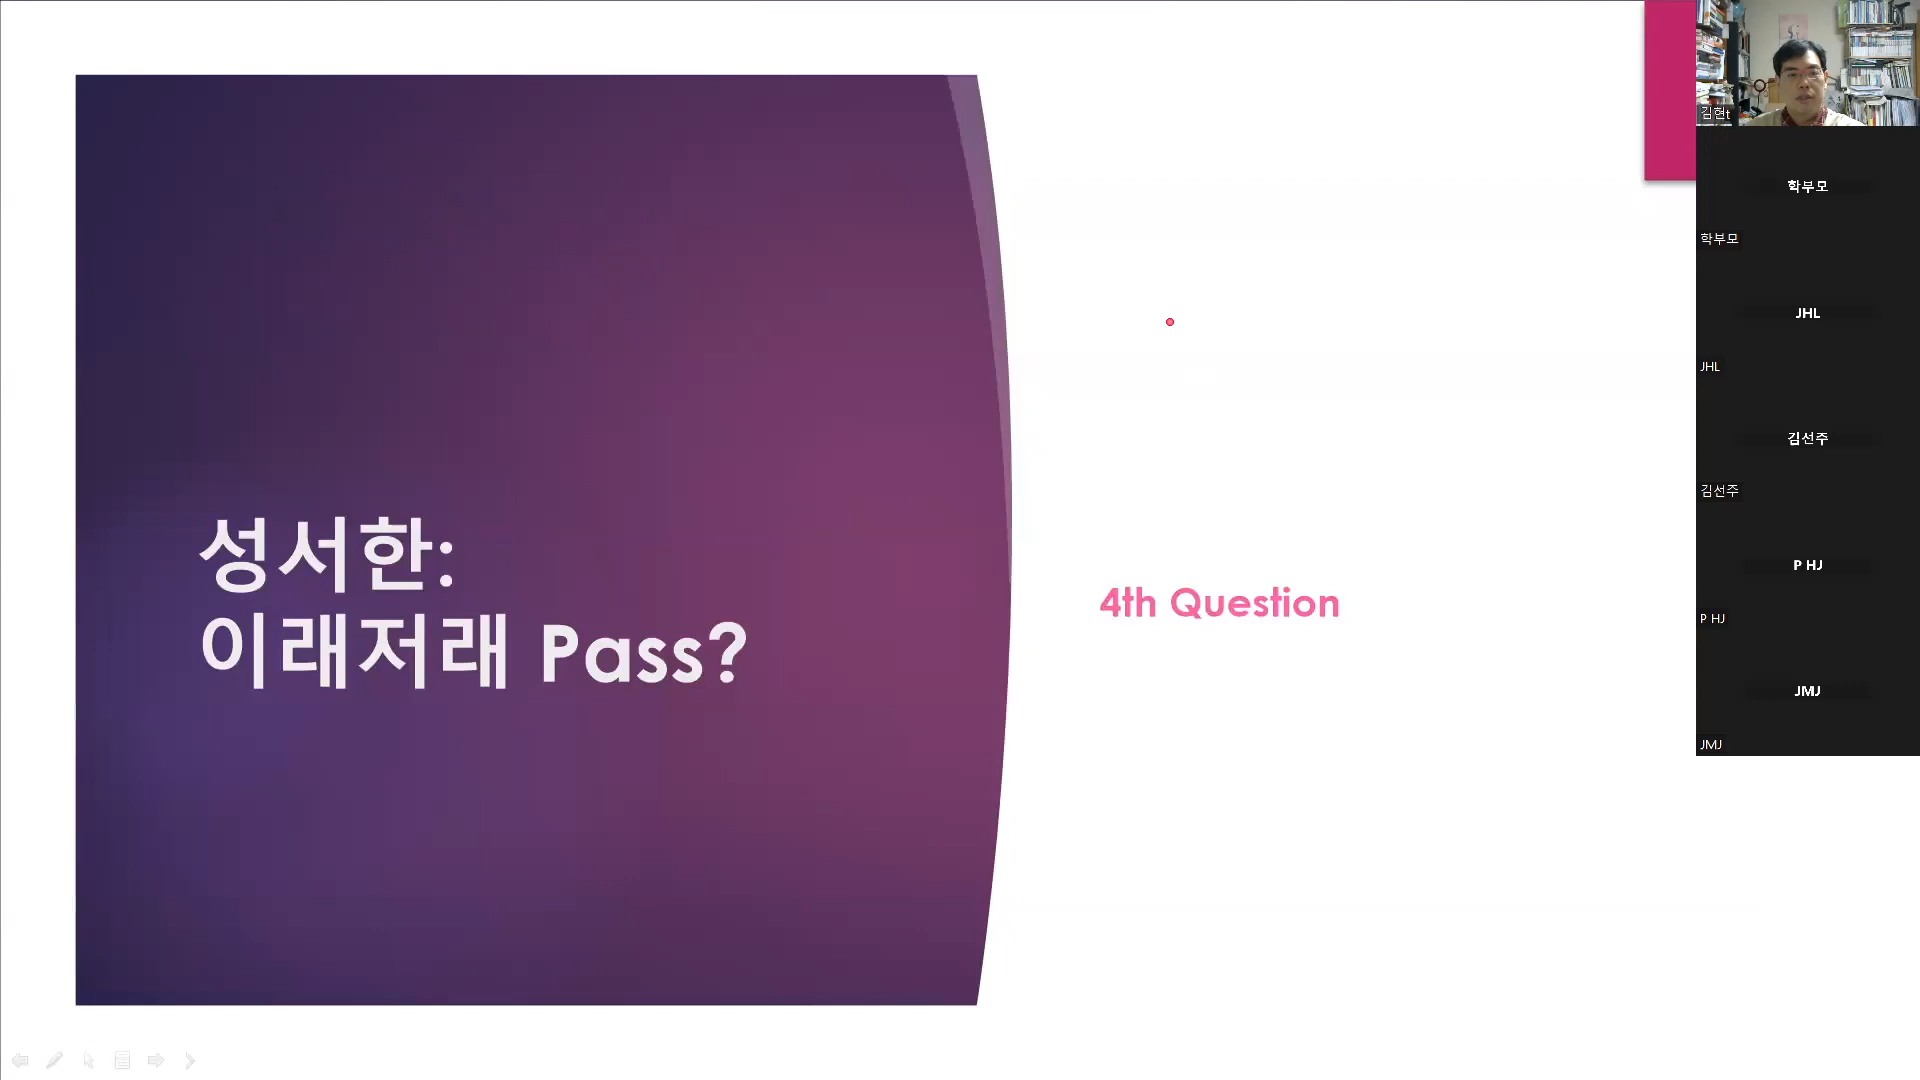 성서한:
이래저래 Pass?
4th Question
김현t
학부모
학부모
JHL
JHL
김선주
김선주
P HJ
P HJ
JMJ
JMJ